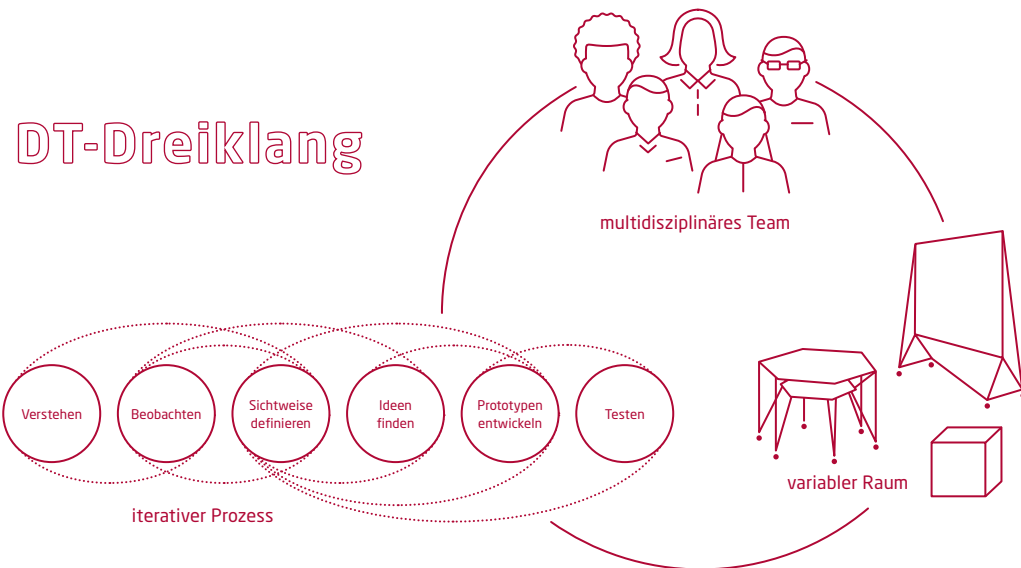 DT-Dreiklang
multidisziplinäres Team
Verstehen
Beobachten
Sichtweise
definieren
Ideen
finden
Prototypen
entwickeln
Testen
iterativer Prozess
variabler Raum